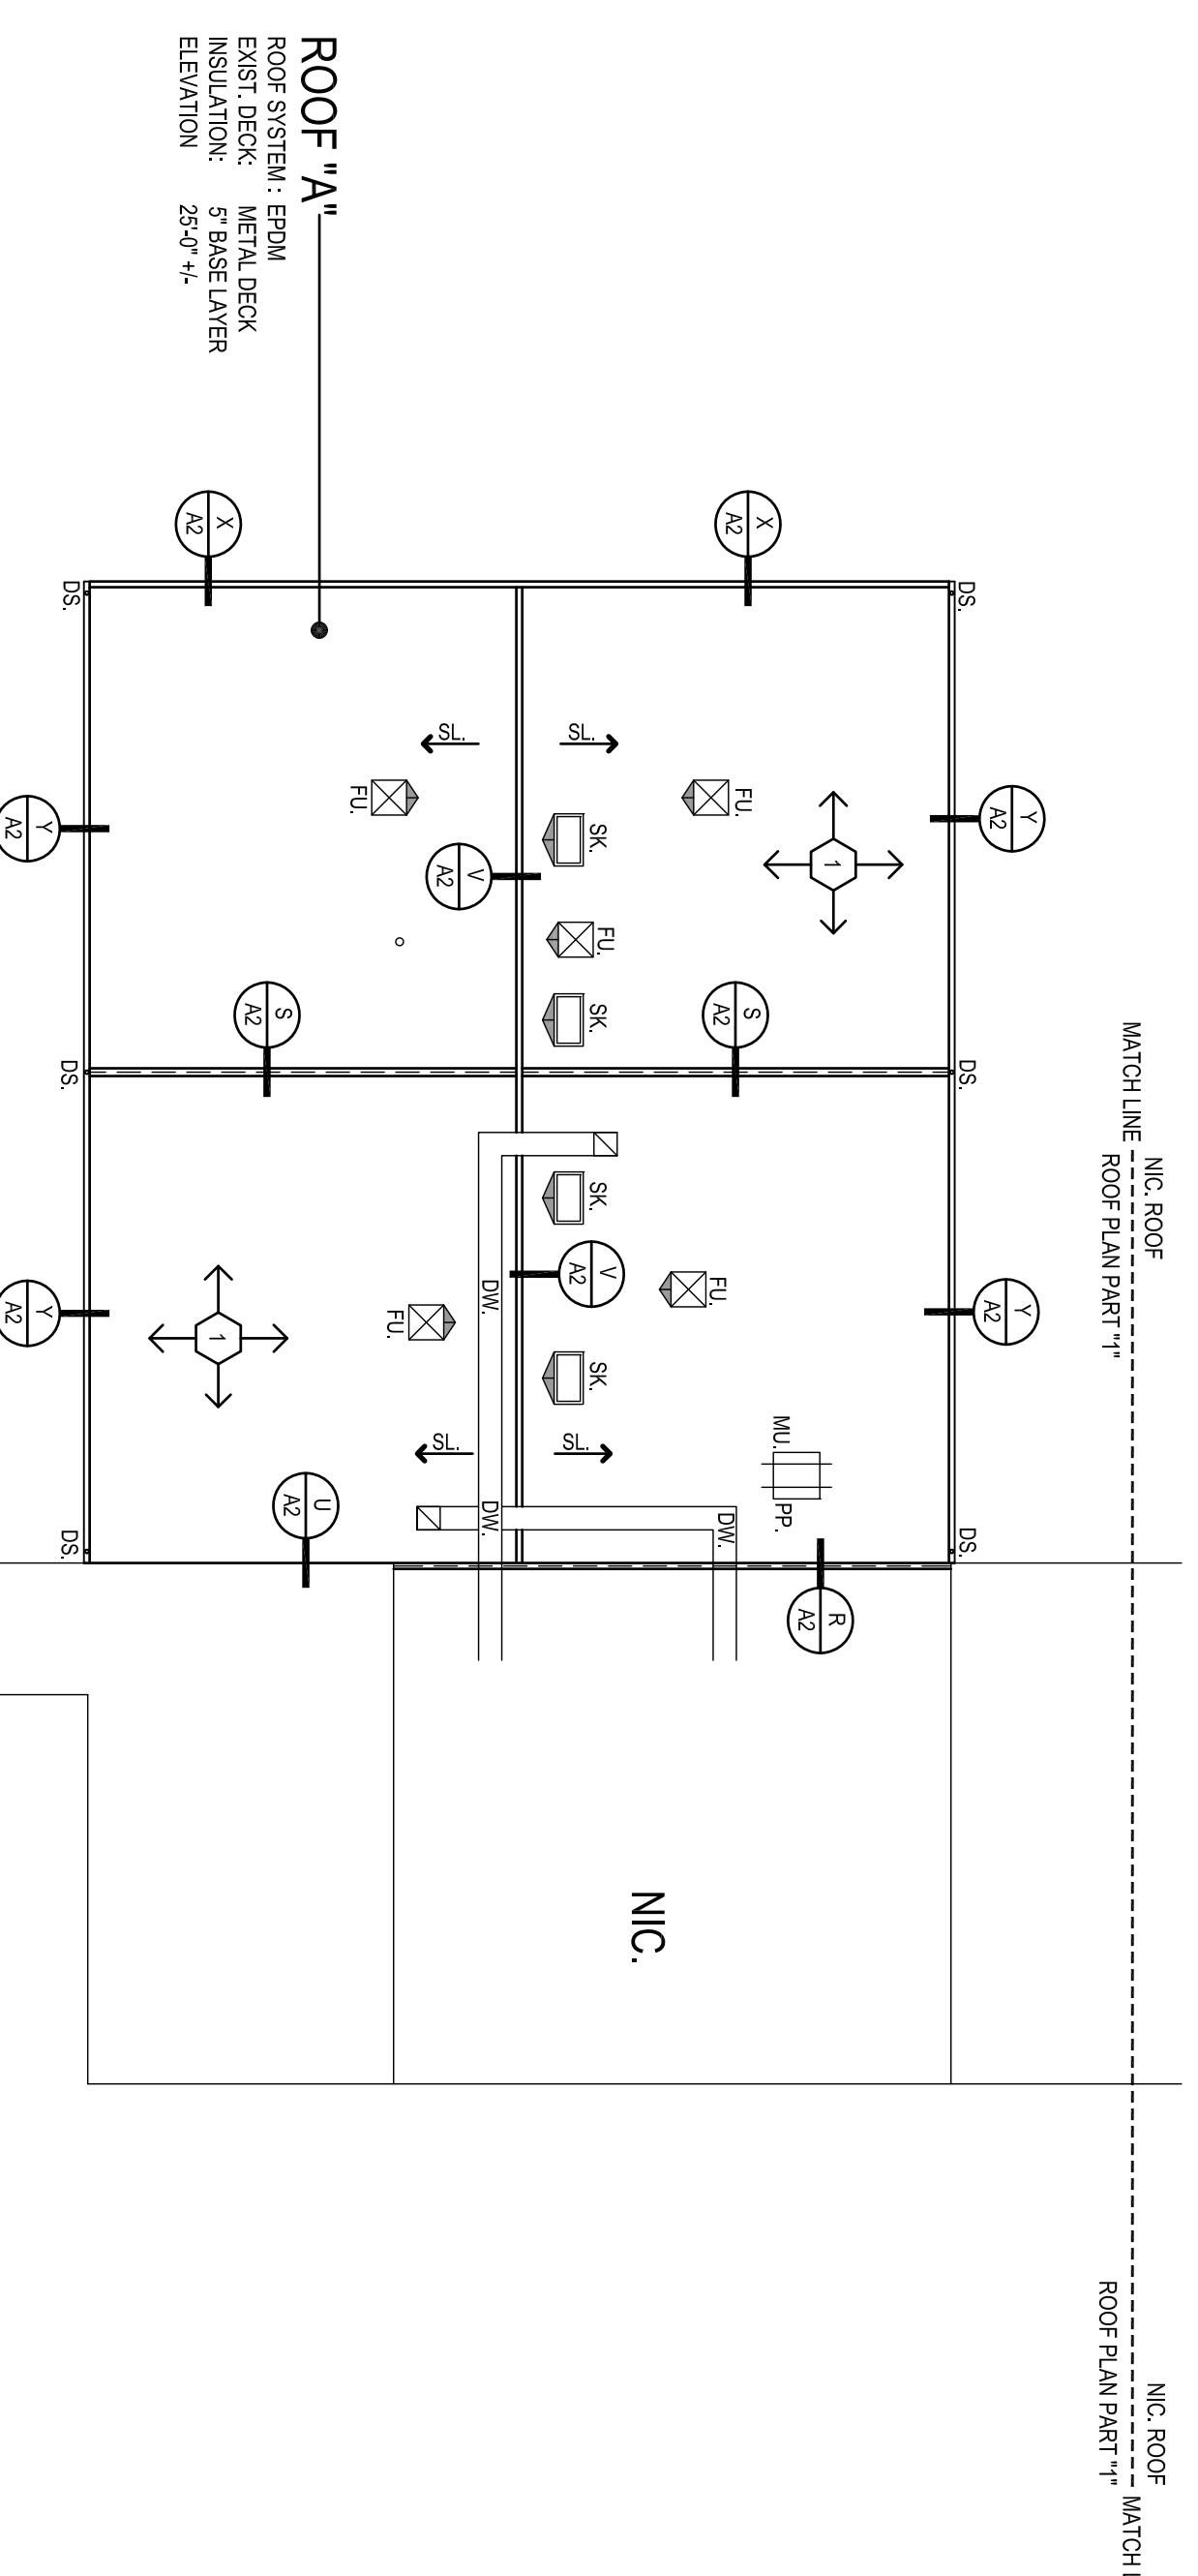 NIC. ROOF
NIC. ROOF
MATCH LINE
MATCH
ROOF PLAN PART "1"
ROOF PLAN PART "1"
Y
A2
Y
A2
DS.
DS.
DS.
1
R
A2
MU.
PP.
X
A2
S
A2
FU.
FU.
DW.
NIC.
FU.
SK.
SK.
SK.
SK.
V
A2
SL.
SL.
DW.
DW.
V
A2
SL.
SL.
FU.
FU.
ROOF "A"
ROOF SYSTEM : EPDM
EXIST. DECK: METAL DECK
INSULATION: 5" BASE LAYER
ELEVATION 25'-0" +/-
U
A2
S
A2
1
X
A2
DS.
DS.
DS.
Y
A2
Y
A2